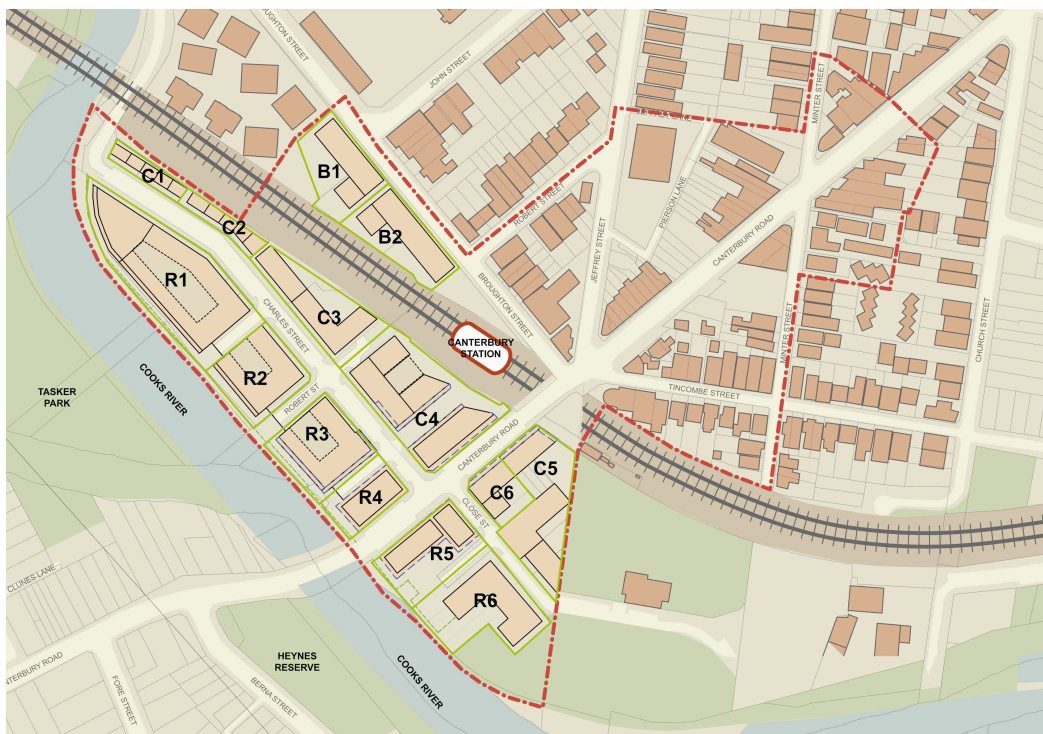 OUGHTON STREET
JOHN STREET
MINTER STREET
PIERSON LANE
ROBERT STREET
JEFFREY STREET
CANTERBURY ROAD
B1
B2
C1
C2
R1
C3
BROUGHTON STREET
CHARLES STREET
CANTERBURY
STATION
MINTER STREET
CHURCH STREET
TASKER
PARK
COOKS RIVER
R2
ROBERT ST
TINCOMBE STREET
C4
R3
CANTERBURY ROAD
C5
C6
R4
CLOSE ST
R5
R6
CLUNES LANE
HEYNES
RESERVE
COOKS RIVER
NTERBURY ROAD
FORE STREET
BERNA STREET